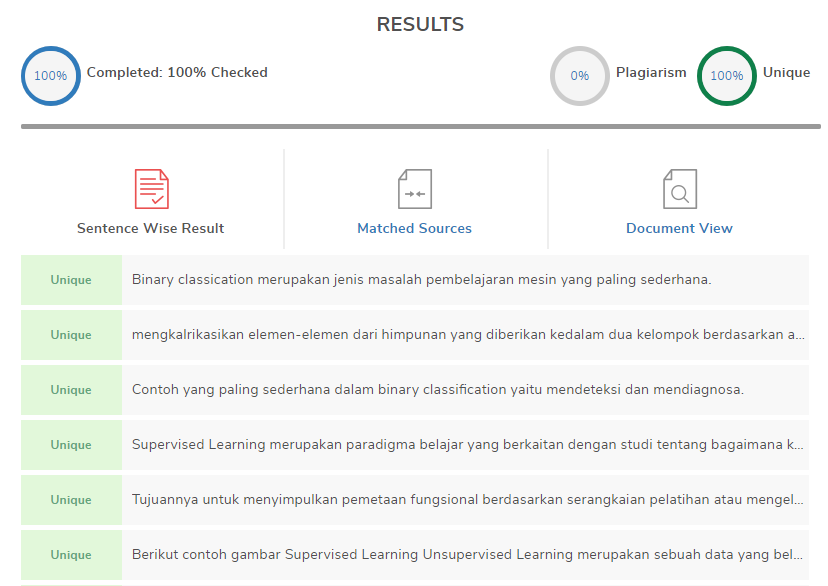 RESULTS
100% Completed: 100% Checked 0% Plagiarism 100% Unique
Sentence Wise Result Matched Sources Document View
Unique Binary classication merupakan jenis masalah pembelajaran mesin yang paling sederhana.
Unique mengkalrikasikan elemen-elemen dari himpunan yang diberikan kedalam dua kelompok berdasarkan a...
Unique Contoh yang paling sederhana dalam binary classification yaitu mendeteksi dan mendiagnosa.
Unique Supervised Learning merupakan paradigma belajar yang berkaitan dengan studi tentang bagaimana k...
Unique Tujuannya untuk menyimpulkan pemetaan fungsional berdasarkan serangkaian pelatihan atau mengel...
Unique Berikut contoh gambar Supervised Learning Unsupervised Learning merupakan sebuah data yang bel...